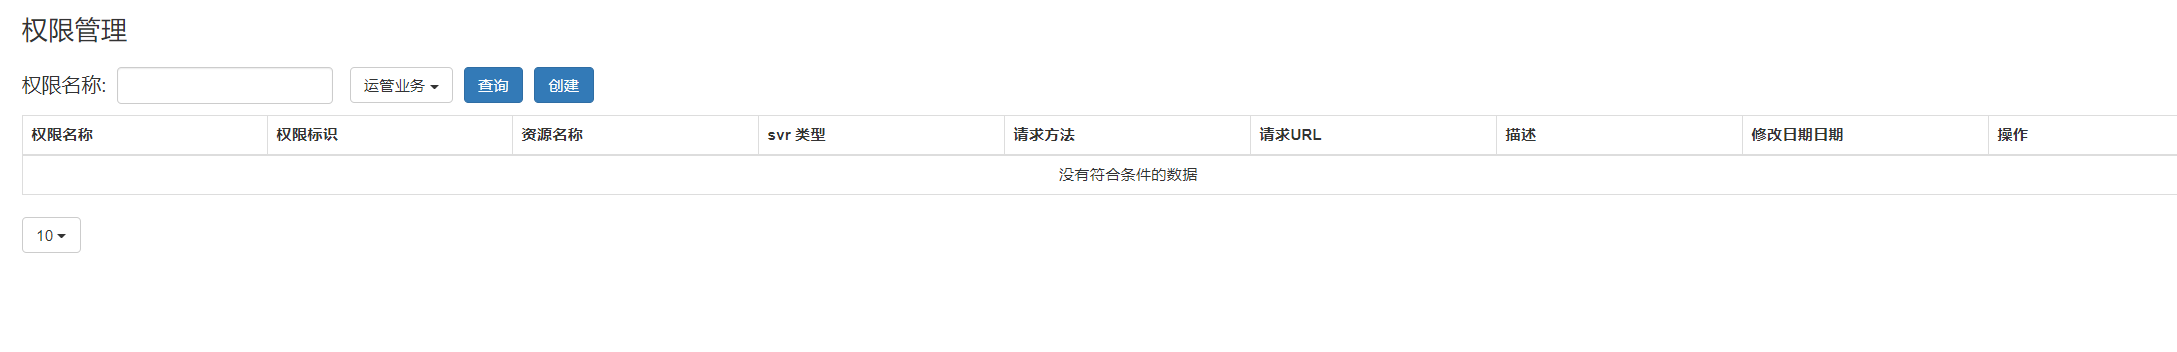 权限管理
权限名称: 运管业务 查询 创建
权限名称 权限标识 资源名称 svr 类型 请求方法 请求URL 描述 修改日期日期 操作
没有符合条件的数据
10